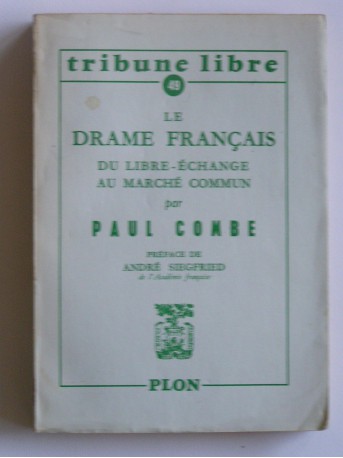 tribune libre
49
LE
DRAME FRANÇAIS
DU LIBRE-ÉCHANGE
AU MARCHÉ COMMUN
par
PAUL COMBE
PRÉFACE DE
ANDRÉ SIEGFRIED
de l'Académie française
PLON